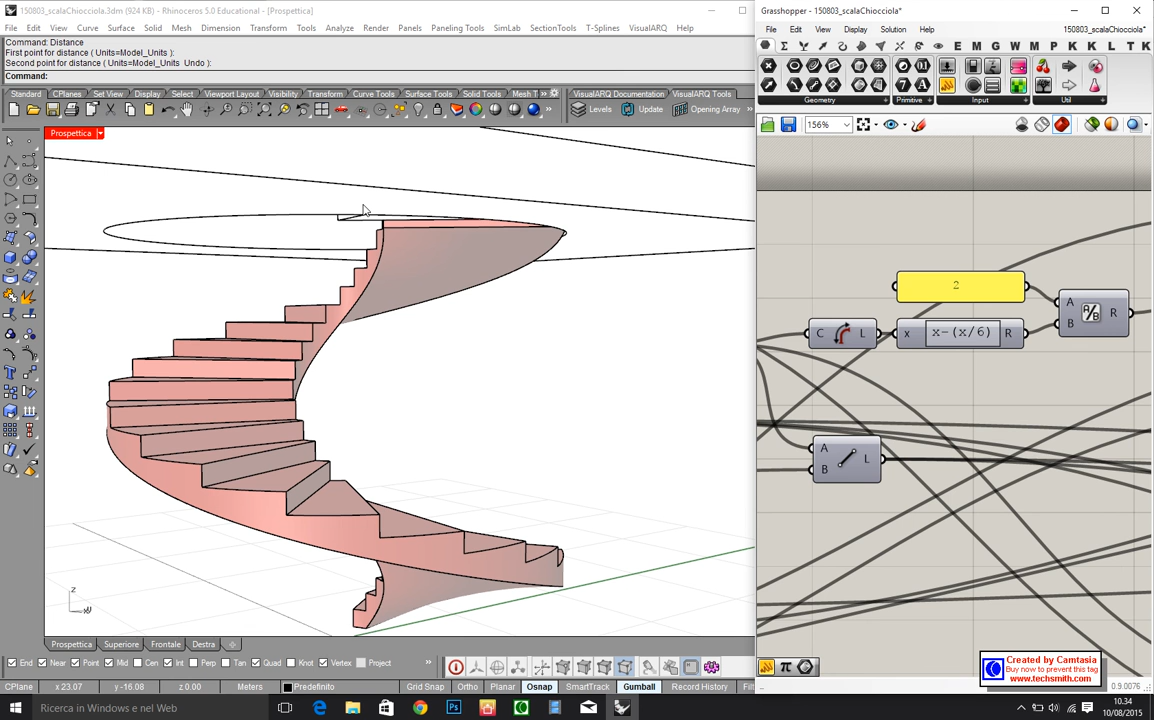 150803_scalaChiocciola.3dm (924 KB) - Rhinoceros 5.0 Educational - [Prospettica]
File Edit View Curve Surface Solid Mesh Dimension Transform Tools Analyze Render Panels Paneling Tools SimLab SectionTools T-Splines VisualARQ Help
Command: Distance
First point for distance ( Units=Model_Units ):
Second point for distance ( Units=Model_Units Undo ):
Command:
Standard CPlanes Set View Display Select Viewport Layout Visibility Transform Curve Tools Surface Tools Solid Tools Mesh T VisualARQ Documentation VisualARQ Tools
Levels Update Opening Array
Prospettica
z
y
Prospettica Superiore Frontale Destra
End Near Point Mid Cen Int Perp Tan Quad Knot Vertex Project
CPlane x 23.07 y -16.08 z 0.00 Meters Predefinito Grid Snap Ortho Planar Osnap SmartTrack Gumball Record History
Grasshopper - 150803_scalaChiocciola*
File Edit View Display Solution Help 150803_scalaChiocciola*
E M G W M P K K L T K
Geometry Primitive Input Util
156%
2
C L
x x-(x/6) R
A
B
A/B
R
A
B
L
Created by Camtasia
Buy now to prevent this tag
www.techsmith.com
0.9.0076
Ricerca in Windows e nel Web
10.34
10/08/2015